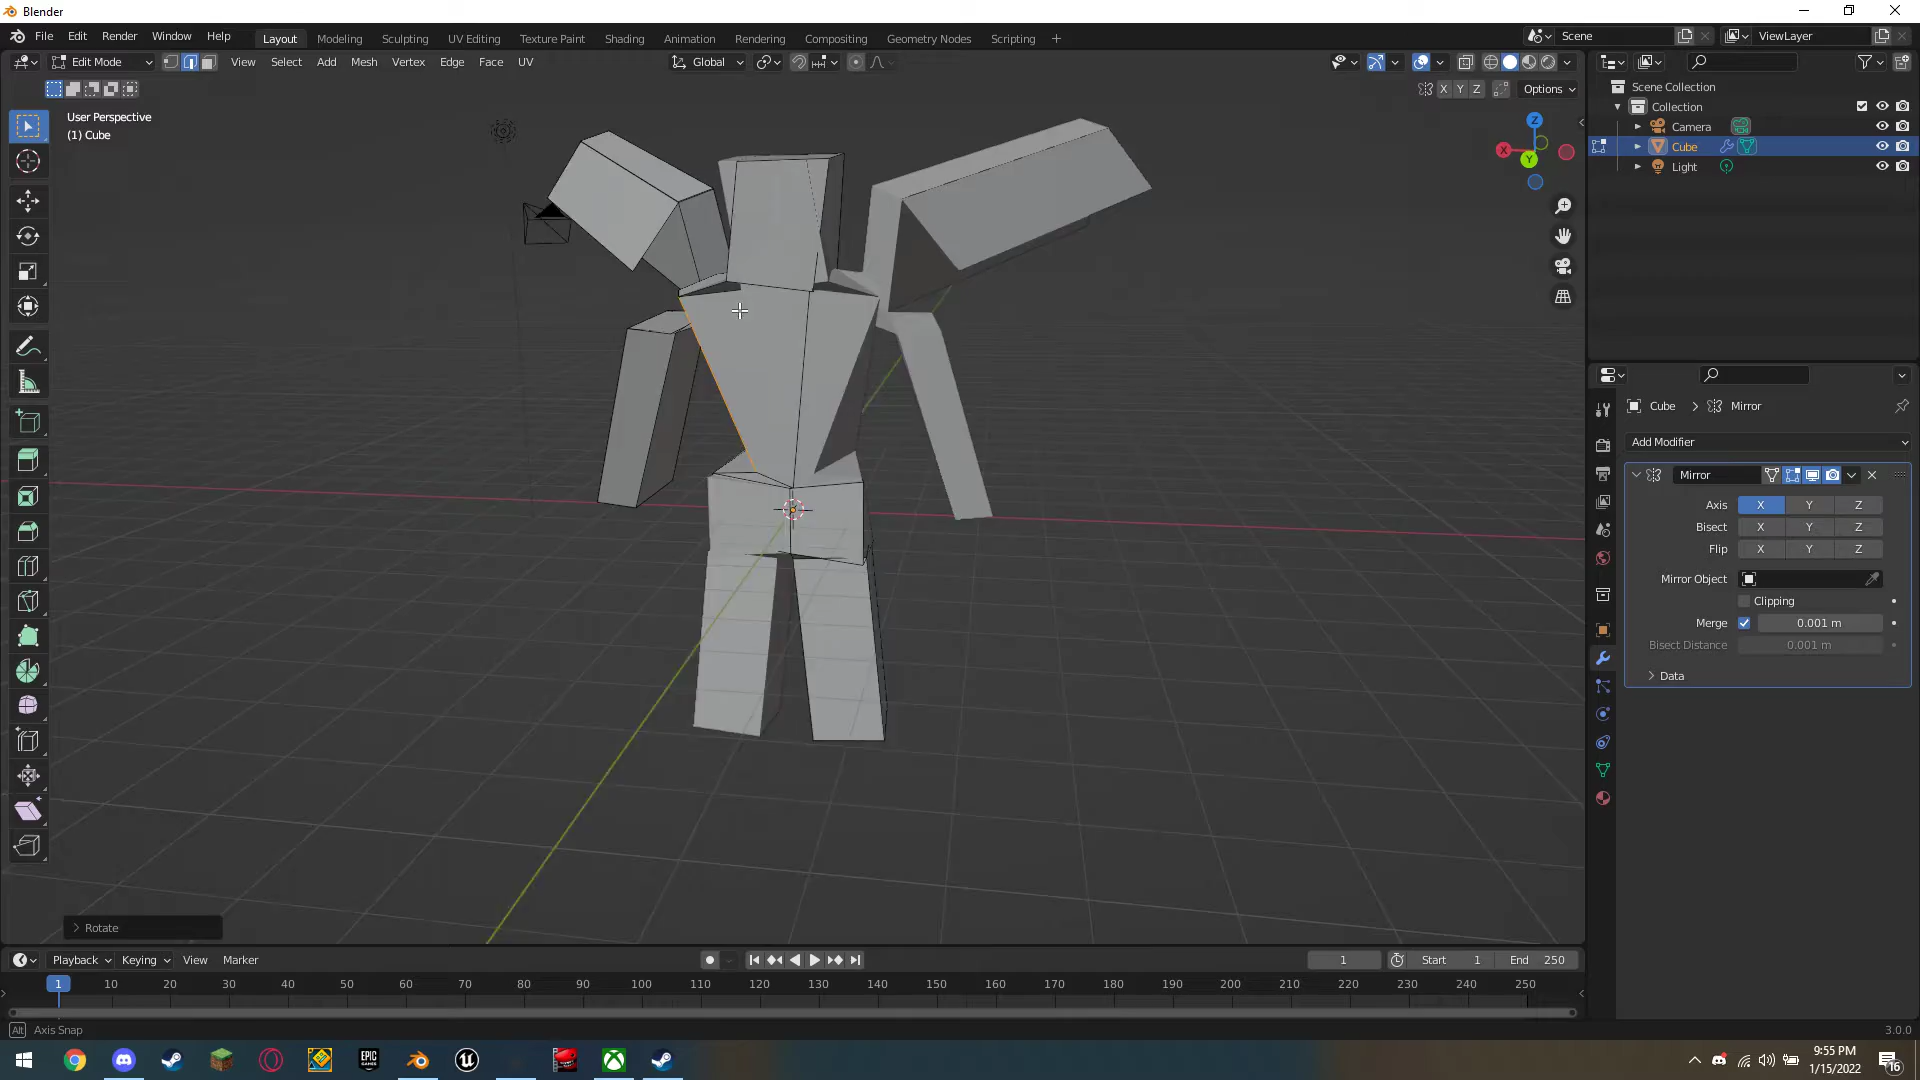 Blender
File Edit Render Window Help
Layout Modeling Sculpting UV Editing Texture Paint Shading Animation Rendering Compositing Geometry Nodes Scripting +
Scene
ViewLayer
Edit Mode
View Select Add Mesh Vertex Edge Face UV
Global
X Y Z
Options
User Perspective
(1) Cube
Z
X
Y
Scene Collection
Collection
Camera
Cube
Light
Cube > Mirror
Add Modifier
Mirror
Axis X Y Z
Bisect X Y Z
Flip X Y Z
Mirror Object
Clipping
Merge 0.001 m
Bisect Distance 0.001 m
Data
Rotate
Playback Keying View Marker
1
Start 1
End 250
1 10 20 30 40 50 60 70 80 90 100 110 120 130 140 150 160 170 180 190 200 210 220 230 240 250
Alt Axis Snap
3.0.0
EPIC
GAMES
9:55 PM
1/15/2022
16